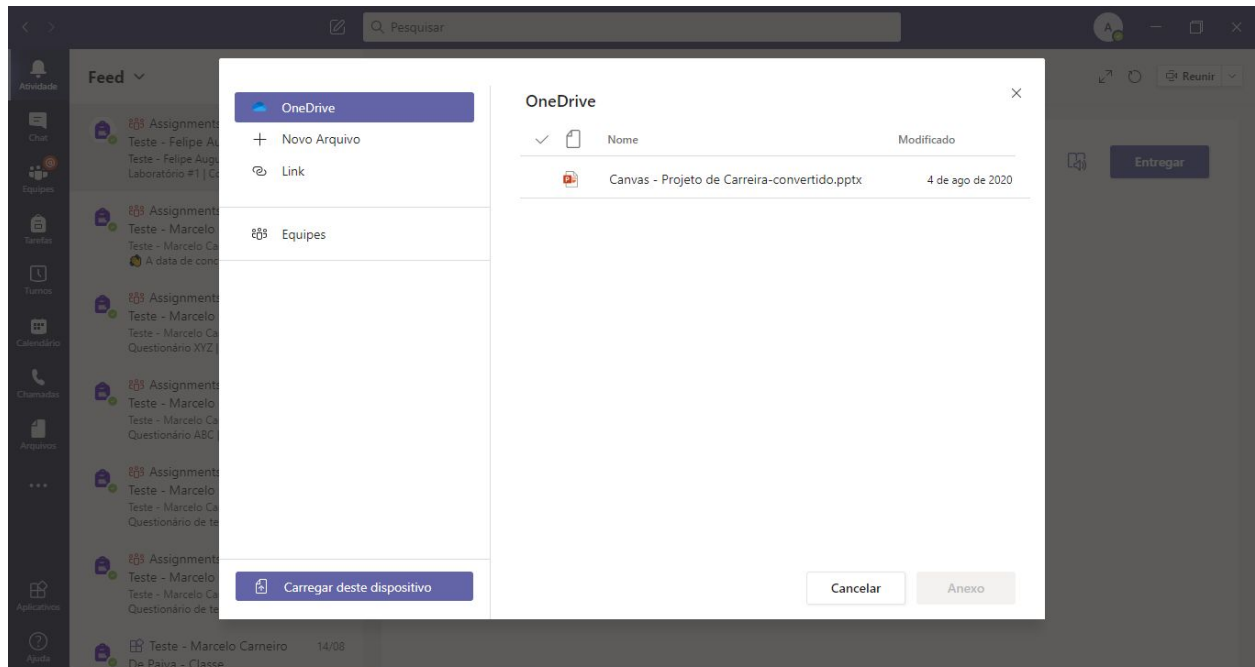 Pesquisar
A
Atividade
Chat
Equipes
Tarefas
Turnos
Calendário
Chamadas
Arquivos
Aplicativos
Ajuda
Feed
Reunir
Entregar
Assignments
Teste - Felipe Au
Teste - Felipe Augu
Laboratório #1 | Co
Assignments
Teste - Marcelo
Teste - Marcelo Ca
A data de conc
Assignments
Teste - Marcelo
Teste - Marcelo Ca
Questionário XYZ |
Assignments
Teste - Marcelo
Teste - Marcelo Ca
Questionário ABC |
Assignments
Teste - Marcelo
Teste - Marcelo Ca
Questionário de te
Assignments
Teste - Marcelo
Teste - Marcelo Ca
Questionário de te
Teste - Marcelo Carneiro 14/08
De Paiva - Classe
OneDrive
Novo Arquivo
Link
Equipes
Carregar deste dispositivo
OneDrive
Nome Modificado
Canvas - Projeto de Carreira-convertido.pptx 4 de ago de 2020
Cancelar Anexo